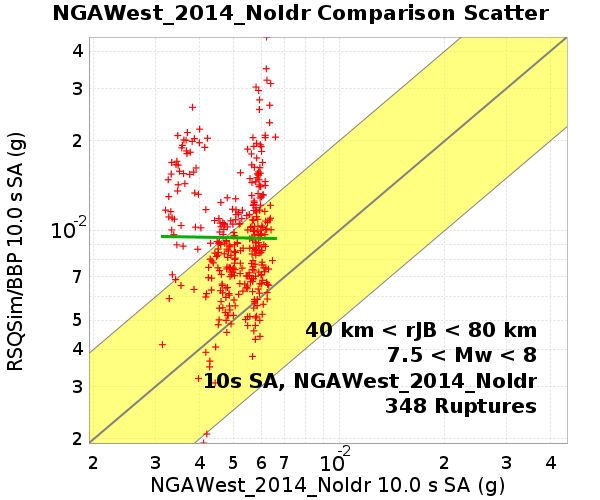 NGAWest_2014_NoIdr Comparison Scatter
RSQSim/BBP 10.0 s SA (g)
4
3
2
10-2
7
6
5
4
3
2
40 km < rJB < 80 km
7.5 < Mw < 8
10s SA, NGAWest_2014_NoIdr
348 Ruptures
2 3 4 5 6 7 10-2 2 3 4
NGAWest_2014_NoIdr 10.0 s SA (g)